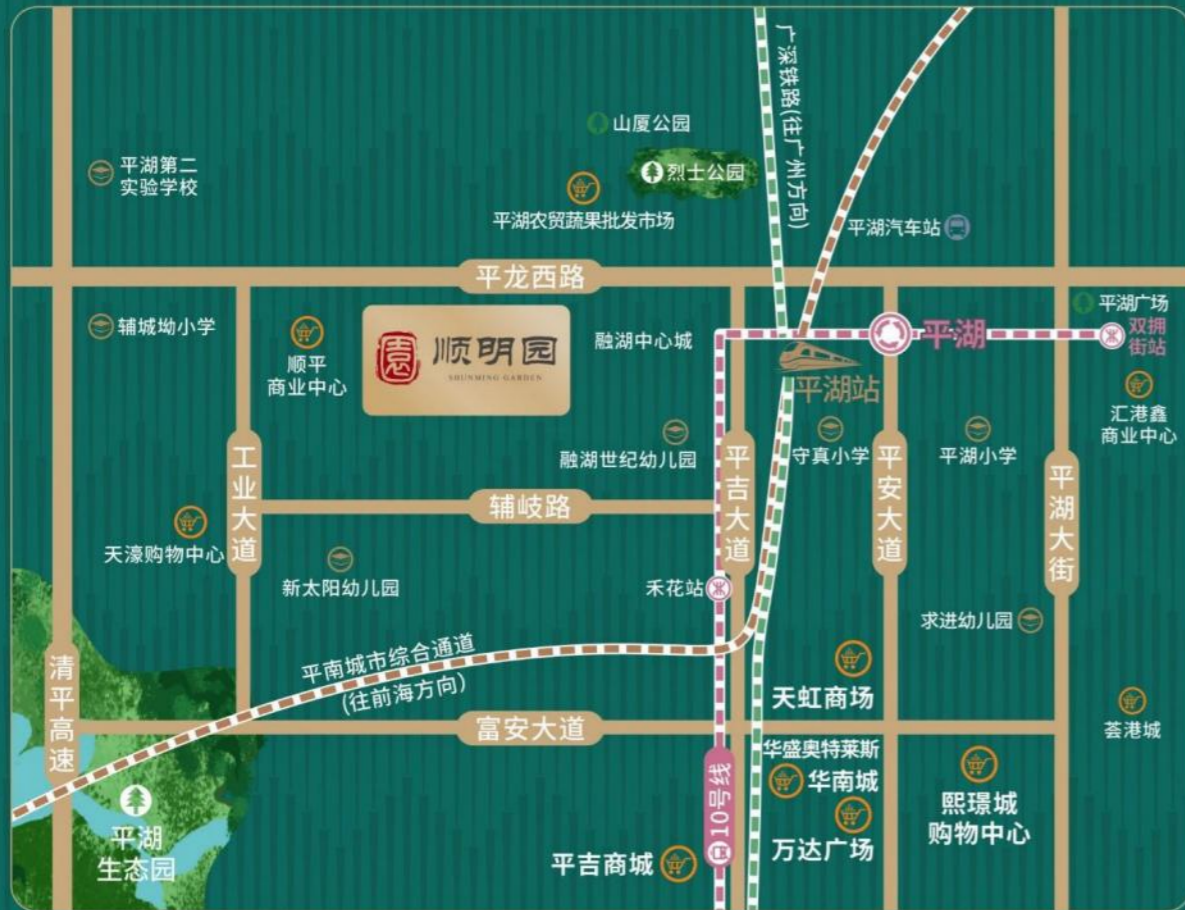 广深铁路(往广州方向)
山厦公园
烈士公园
平湖第二
实验学校
平湖农贸蔬果批发市场
平湖汽车站
平龙西路
辅城坳小学
顺平
商业中心
園
顺明园
SHUNMING GARDEN
融湖中心城
平湖
平湖广场
双拥
街站
平湖站
汇港鑫
商业中心
融湖世纪幼儿园
守真小学
平湖小学
工业大道
平吉大道
平安大道
平湖大街
辅岐路
天濠购物中心
新太阳幼儿园
禾花站
求进幼儿园
平南城市综合通道
(往前海方向)
清平高速
天虹商场
富安大道
荟港城
华盛奥特莱斯
华南城
熙璟城
购物中心
10号线
万达广场
平吉商城
平湖
生态园